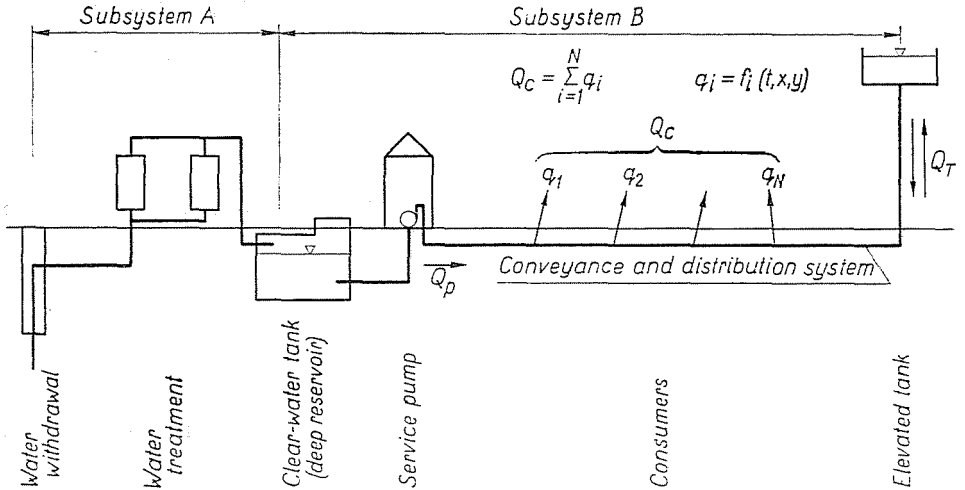 Subsystem A
Subsystem B
Q_c = \sum_{i=1}^{N} q_i
q_i = f_i (t,x,y)
Q_c
q_1
q_2
q_N
Q_T
Q_p
Conveyance and distribution system
Water
withdrawal
Water
treatment
Clear-water tank
(deep reservoir)
Service pump
Consumers
Elevated tank